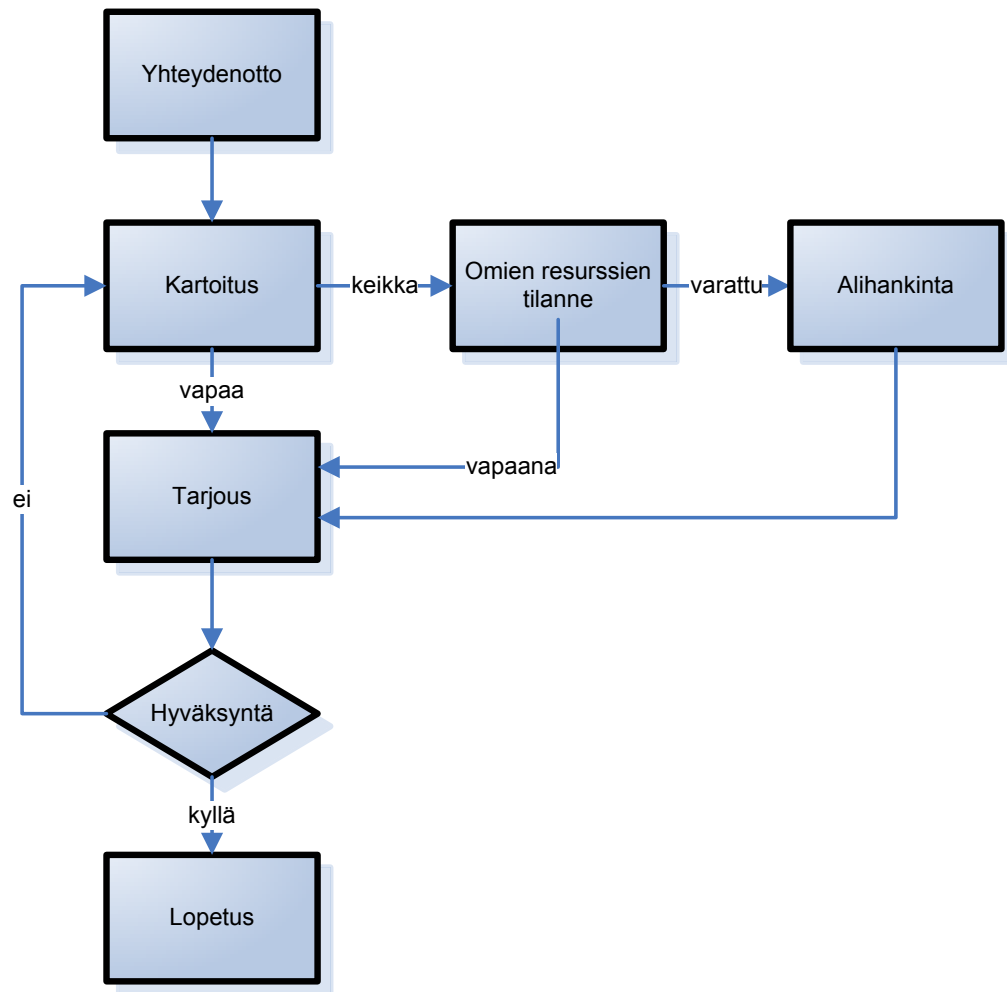 Yhteydenotto
Kartoitus
keikka
Omien resurssien
tilanne
varattu
Alihankinta
vapaa
Tarjous
vapaana
ei
Hyväksyntä
kyllä
Lopetus